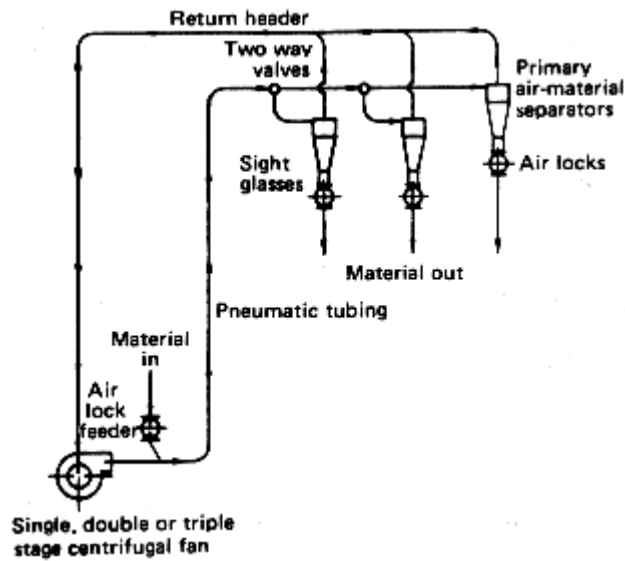 Return header
Two way
valves
Primary
air-material
separators
Sight
glasses
Air locks
Material out
Pneumatic tubing
Material
in
Air
lock
feeder
Single, double or triple
stage centrifugal fan